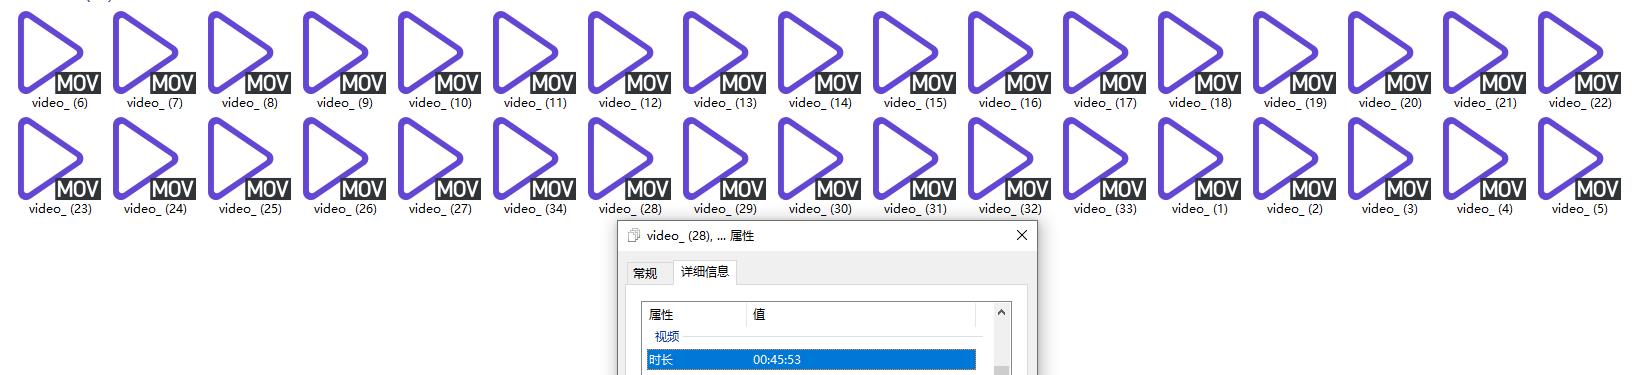 MOV MOV MOV MOV MOV MOV MOV MOV MOV MOV MOV MOV MOV MOV MOV MOV MOV
video_ (6) video_ (7) video_ (8) video_ (9) video_ (10) video_ (11) video_ (12) video_ (13) video_ (14) video_ (15) video_ (16) video_ (17) video_ (18) video_ (19) video_ (20) video_ (21) video_ (22)
MOV MOV MOV MOV MOV MOV MOV MOV MOV MOV MOV MOV MOV MOV MOV MOV MOV
video_ (23) video_ (24) video_ (25) video_ (26) video_ (27) video_ (34) video_ (28) video_ (29) video_ (30) video_ (31) video_ (32) video_ (33) video_ (1) video_ (2) video_ (3) video_ (4) video_ (5)
video_ (28), ... 属性
常规 详细信息
属性 值
视频
时长 00:45:53